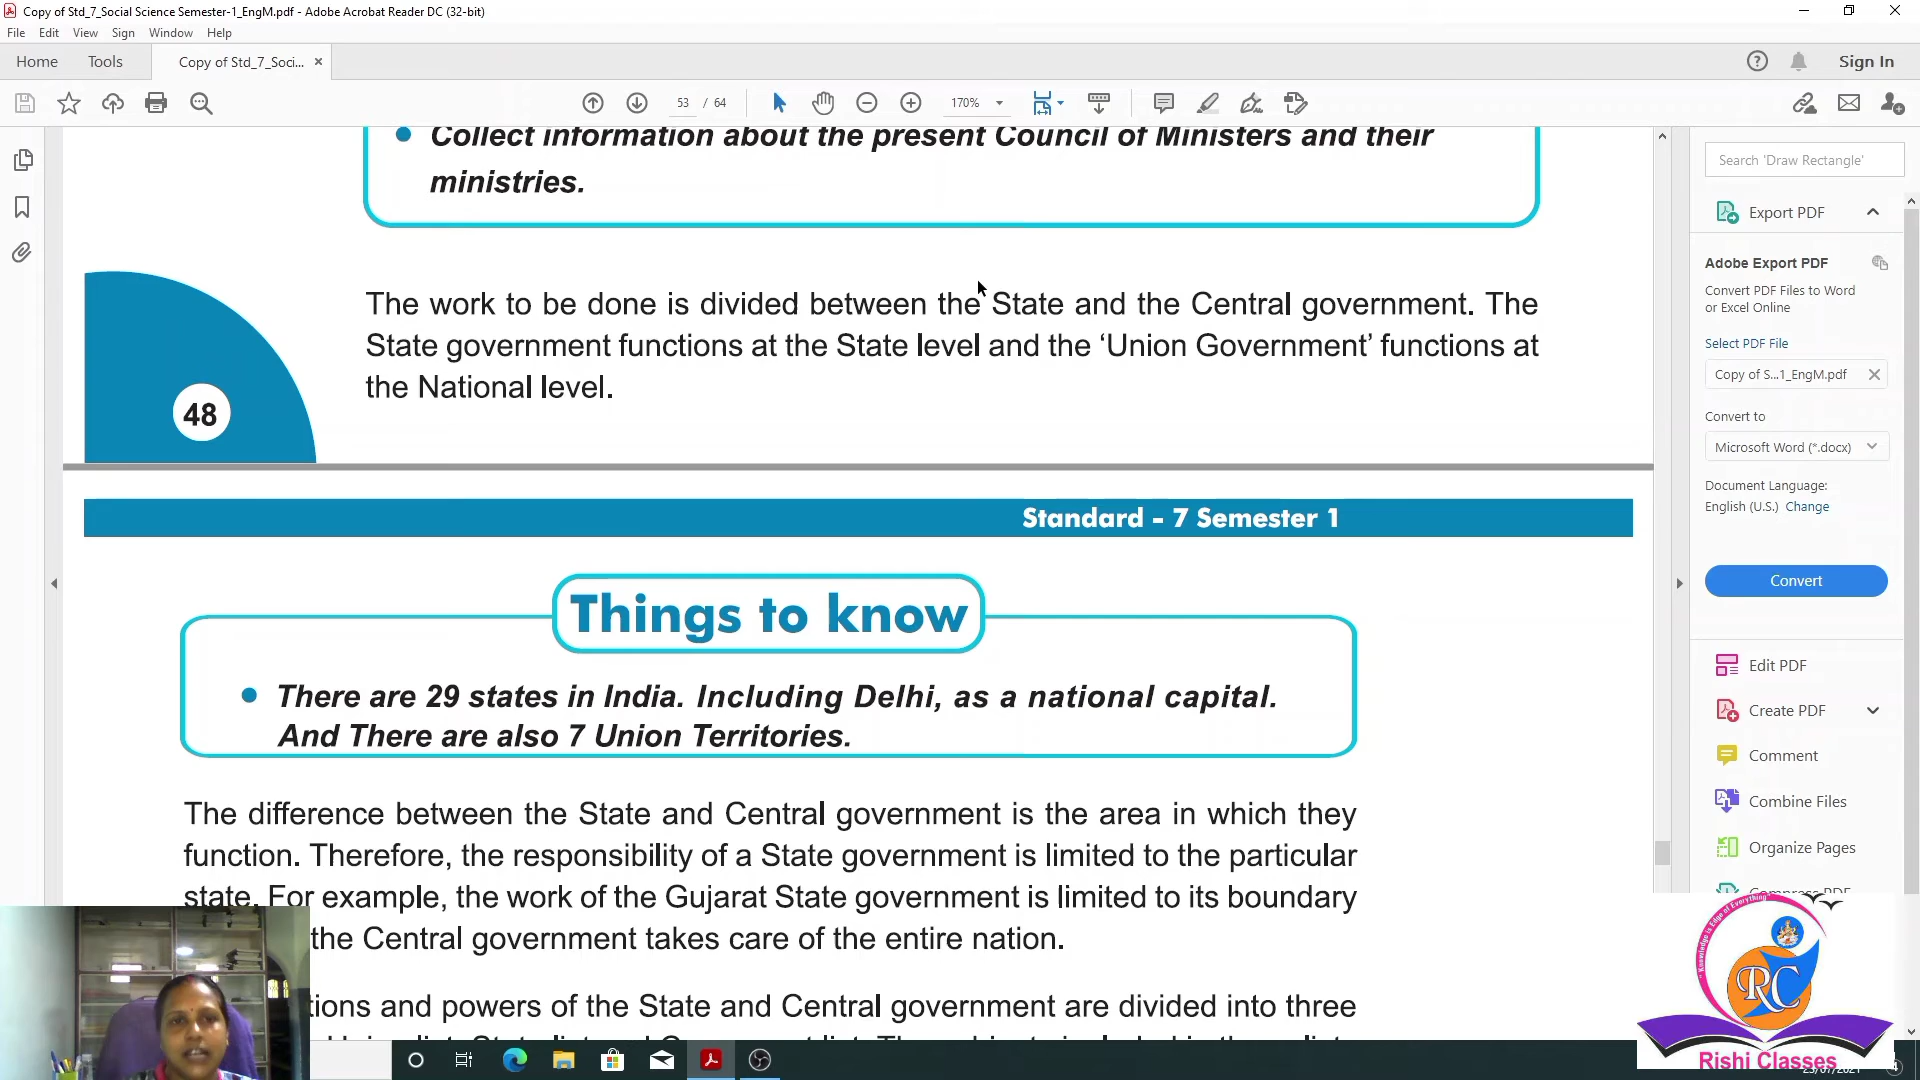 Copy of Std_7_Social Science Semester-1_EngM.pdf - Adobe Acrobat Reader DC (32-bit)
File Edit View Sign Window Help
Home Tools Copy of Std_7_Soci... Sign In
53 / 64 170%
Collect information about the present Council of Ministers and their
ministries.
The work to be done is divided between the State and the Central government. The
State government functions at the State level and the ‘Union Government’ functions at
the National level.
48
Standard - 7 Semester 1
Things to know
There are 29 states in India. Including Delhi, as a national capital.
And There are also 7 Union Territories.
The difference between the State and Central government is the area in which they
function. Therefore, the responsibility of a State government is limited to the particular
state. For example, the work of the Gujarat State government is limited to its boundary
the Central government takes care of the entire nation.
tions and powers of the State and Central government are divided into three
Search 'Draw Rectangle'
Export PDF
Adobe Export PDF
Convert PDF Files to Word
or Excel Online
Select PDF File
Copy of S...1_EngM.pdf
Convert to
Microsoft Word (*.docx)
Document Language:
English (U.S.) Change
Convert
Edit PDF
Create PDF
Comment
Combine Files
Organize Pages
Compress PDF
"Knowledge is Edge of Everything"
RC
Rishi Classes